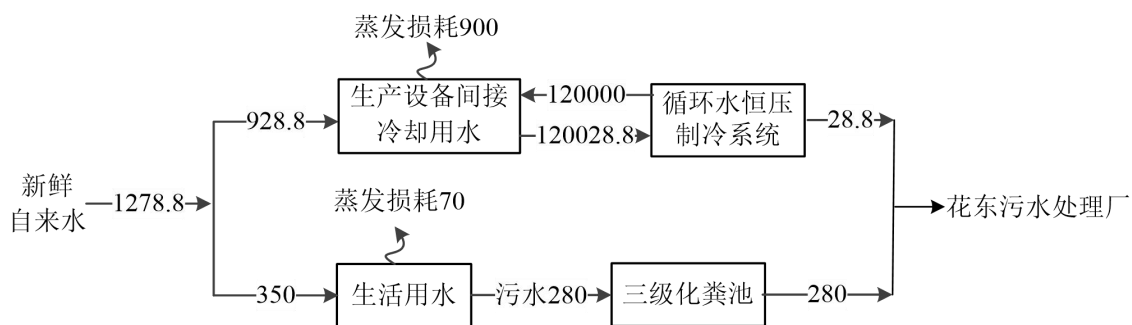 蒸发损耗900
生产设备间接
冷却用水
120000
120028.8
循环水恒压
制冷系统
928.8
28.8
新鲜
自来水
1278.8
蒸发损耗70
花东污水处理厂
350
生活用水
污水280
三级化粪池
280